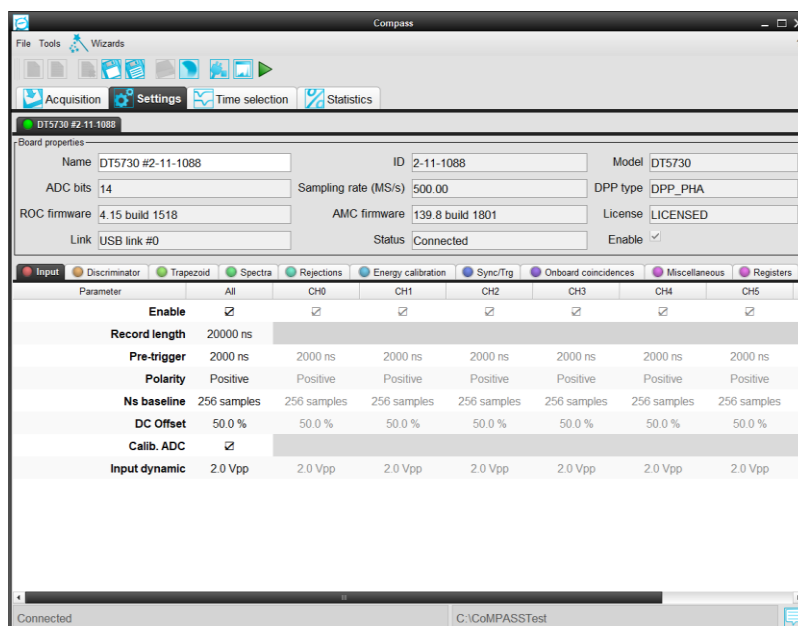 Compass
File Tools Wizards
Acquisition Settings Time selection Statistics
DT5730 #2-11-1088
Board properties
Name DT5730 #2-11-1088 ID 2-11-1088 Model DT5730
ADC bits 14 Sampling rate (MS/s) 500.00 DPP type DPP_PHA
ROC firmware 4.15 build 1518 AMC firmware 139.8 build 1801 License LICENSED
Link USB link #0 Status Connected Enable
Input Discriminator Trapezoid Spectra Rejections Energy calibration Sync/Trg Onboard coincidences Miscellaneous Registers
Parameter All CH0 CH1 CH2 CH3 CH4 CH5
Enable
Record length 20000 ns
Pre-trigger 2000 ns 2000 ns 2000 ns 2000 ns 2000 ns 2000 ns 2000 ns
Polarity Positive Positive Positive Positive Positive Positive Positive
Ns baseline 256 samples 256 samples 256 samples 256 samples 256 samples 256 samples 256 samples
DC Offset 50.0 % 50.0 % 50.0 % 50.0 % 50.0 % 50.0 % 50.0 %
Calib. ADC
Input dynamic 2.0 Vpp 2.0 Vpp 2.0 Vpp 2.0 Vpp 2.0 Vpp 2.0 Vpp 2.0 Vpp
Connected C:\CoMPASSTest